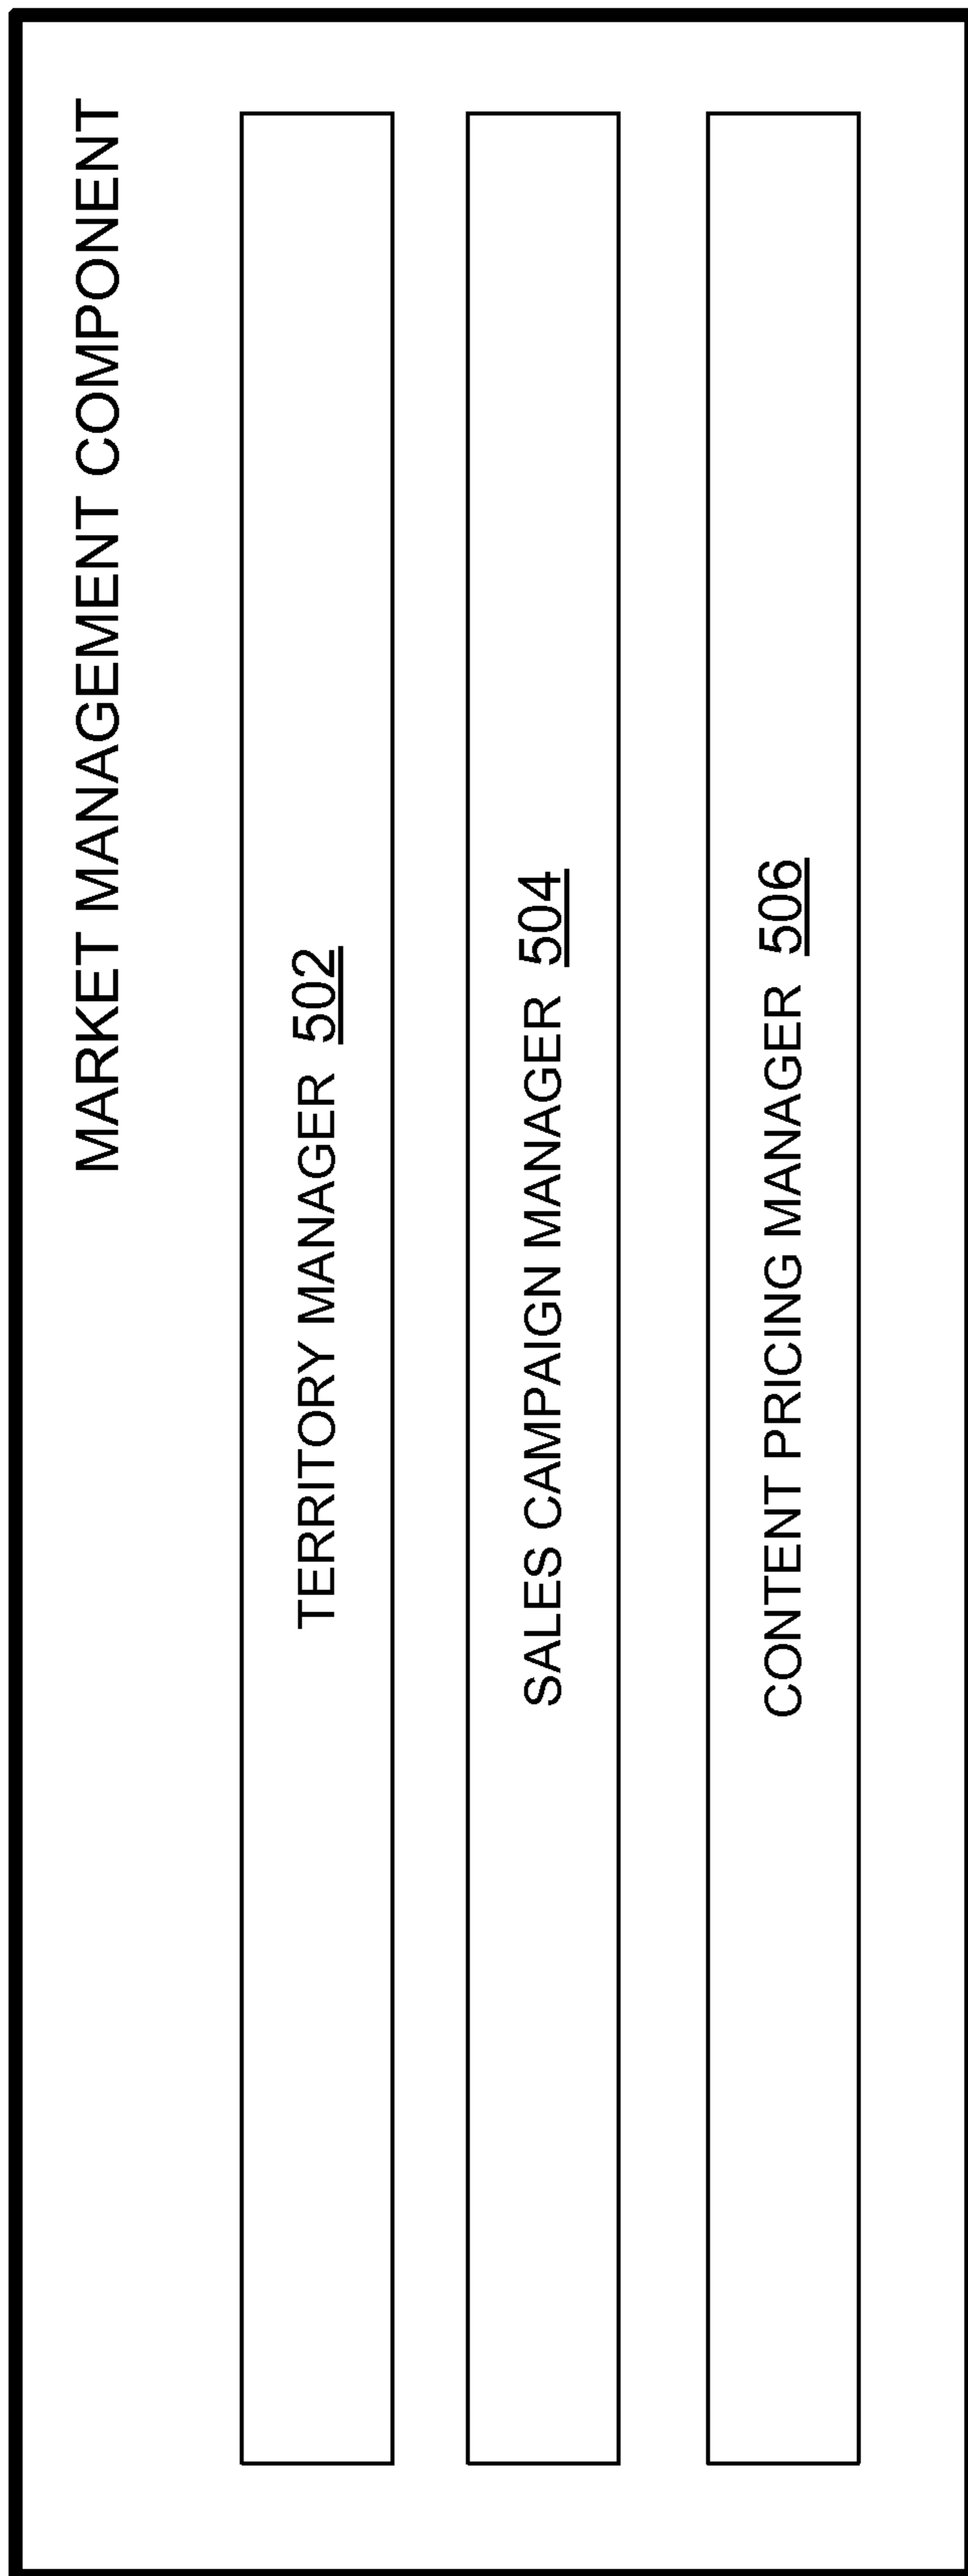 MARKET MANAGEMENT COMPONENT
TERRITORY MANAGER 502
SALES CAMPAIGN MANAGER 504
CONTENT PRICING MANAGER 506